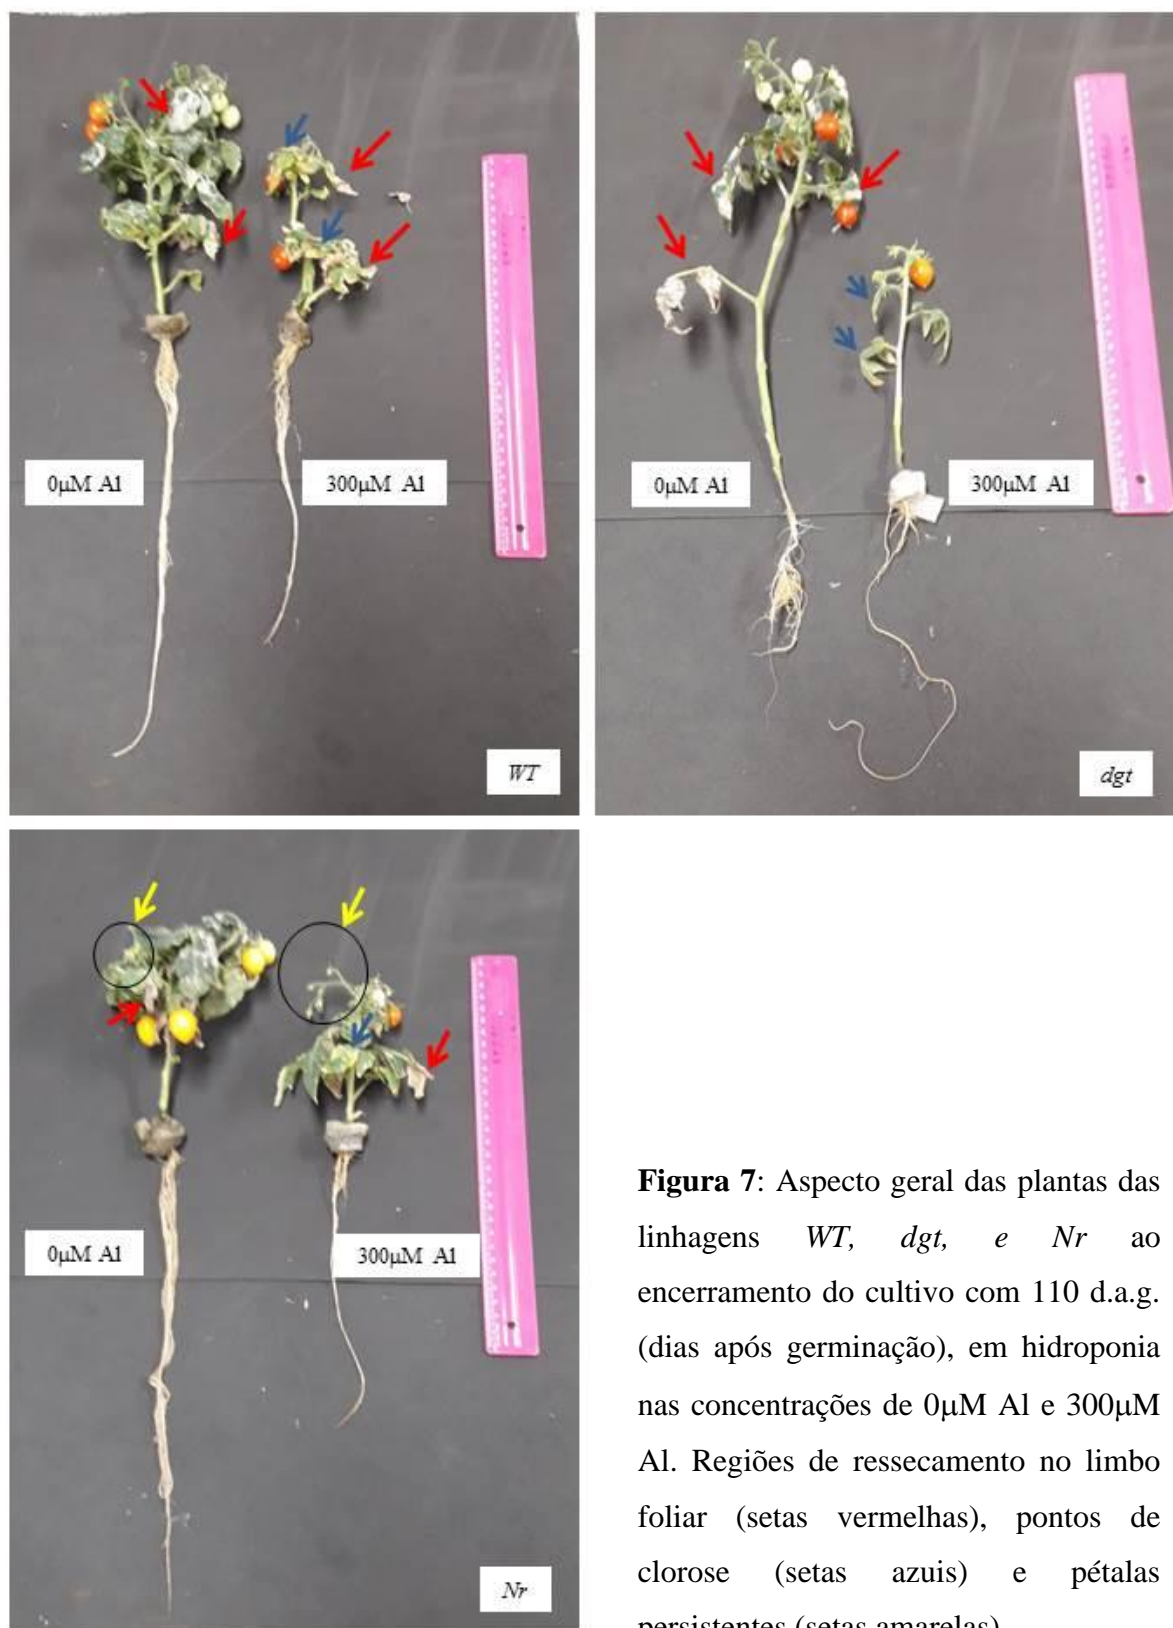 0µM Al
300µM Al
WT
0µM Al
300µM Al
dgt
0µM Al
300µM Al
Nr
Figura 7: Aspecto geral das plantas das
linhagens WT, dgt, e Nr ao
encerramento do cultivo com 110 d.a.g.
(dias após germinação), em hidroponia
nas concentrações de 0µM Al e 300µM
Al. Regiões de ressecamento no limbo
foliar (setas vermelhas), pontos de
clorose (setas azuis) e pétalas
persistentes (setas amarelas)